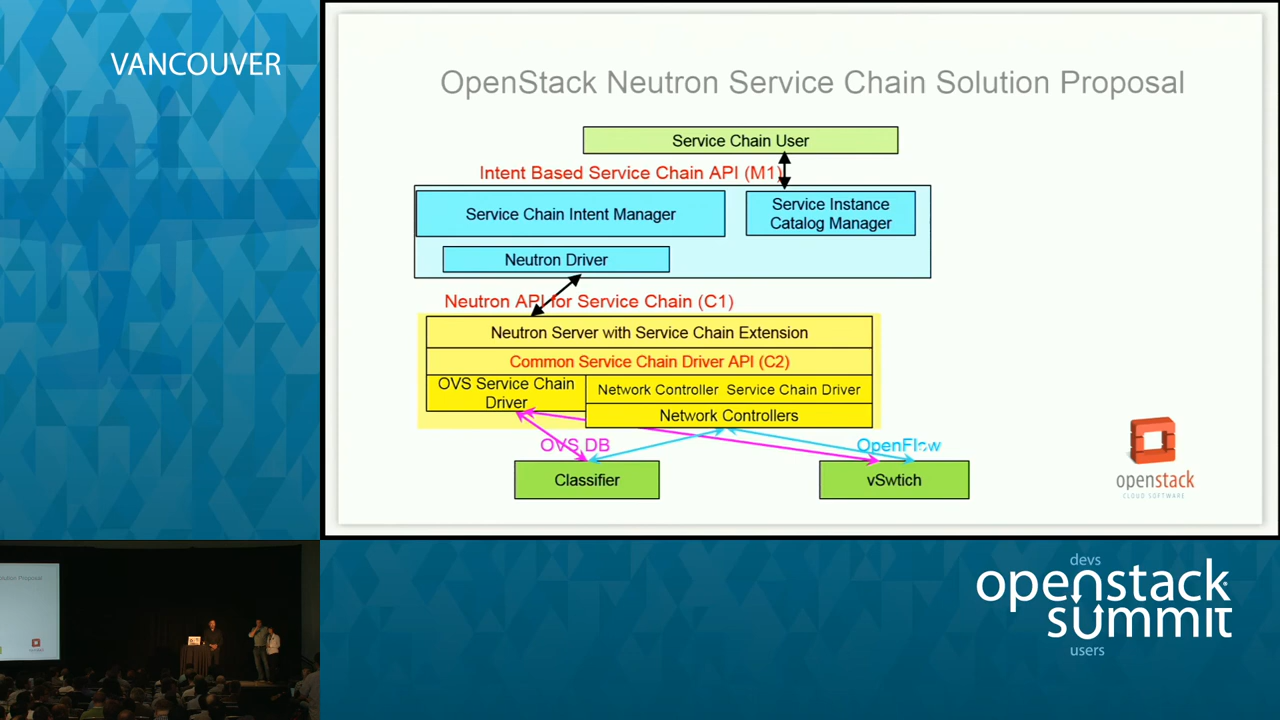 VANCOUVER
OpenStack Neutron Service Chain Solution Proposal
Service Chain User
Intent Based Service Chain API (M1)
Service Chain Intent Manager
Service Instance
Catalog Manager
Neutron Driver
Neutron API for Service Chain (C1)
Neutron Server with Service Chain Extension
Common Service Chain Driver API (C2)
OVS Service Chain
Driver
Network Controller Service Chain Driver
Network Controllers
OVS DB
OpenFlow
Classifier
vSwtich
openstack
CLOUD SOFTWARE
devs
openstack
summit
users